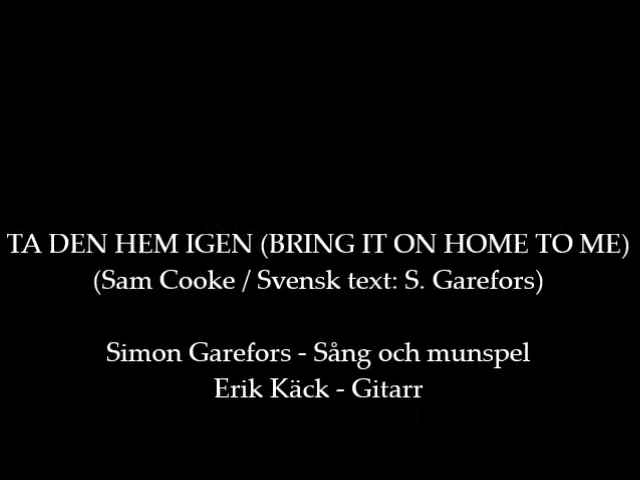 TA DEN HEM IGEN (BRING IT ON HOME TO ME)
(Sam Cooke / Svensk text: S. Garefors)
Simon Garefors - Sång och munspel
Erik Käck - Gitarr